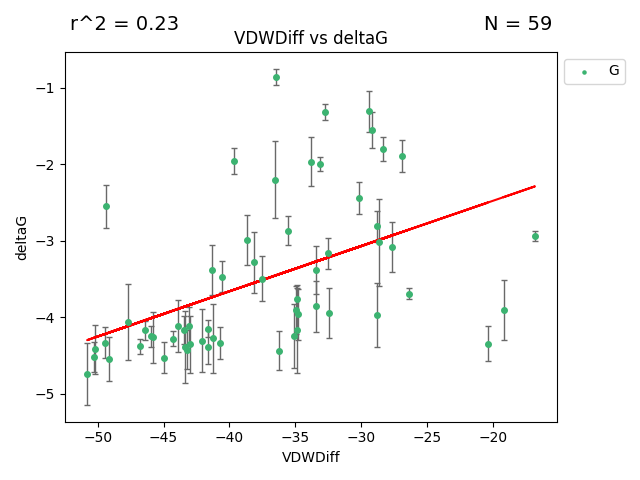 r^2 = 0.23
N = 59
VDWDiff vs deltaG
G
deltaG
−1
−2
−3
−4
−5
−50
−45
−40
−35
−30
−25
−20
VDWDiff